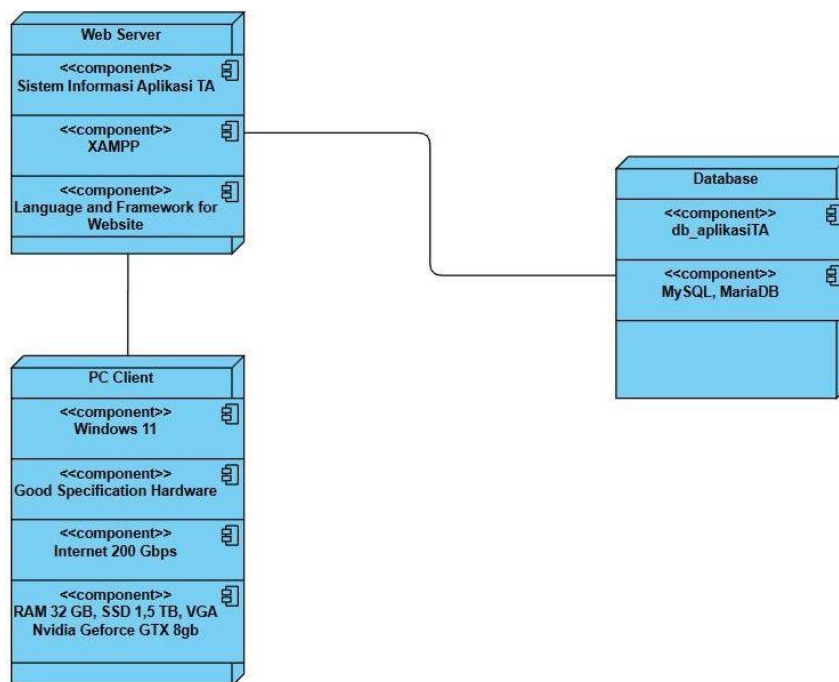 Web Server
<<component>>
Sistem Informasi Aplikasi TA
<<component>>
XAMPP
<<component>>
Language and Framework for
Website
Database
<<component>>
db_aplikasiTA
<<component>>
MySQL, MariaDB
PC Client
<<component>>
Windows 11
<<component>>
Good Specification Hardware
<<component>>
Internet 200 Gbps
<<component>>
RAM 32 GB, SSD 1,5 TB, VGA
Nvidia Geforce GTX 8gb